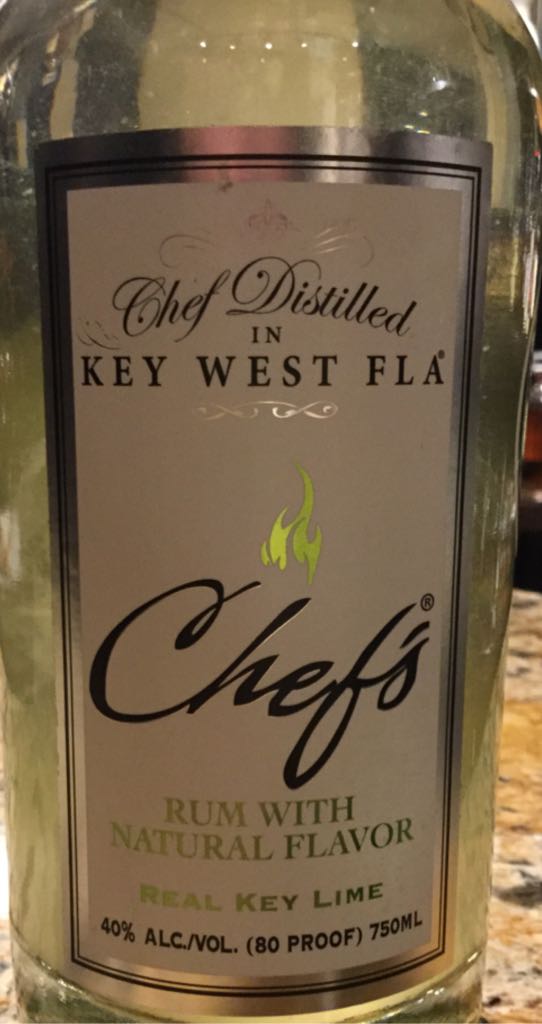 Chef Distilled
IN
KEY WEST FLA®
Chef's®
RUM WITH
NATURAL FLAVOR
REAL KEY LIME
40% ALC./VOL. (80 PROOF) 750ML